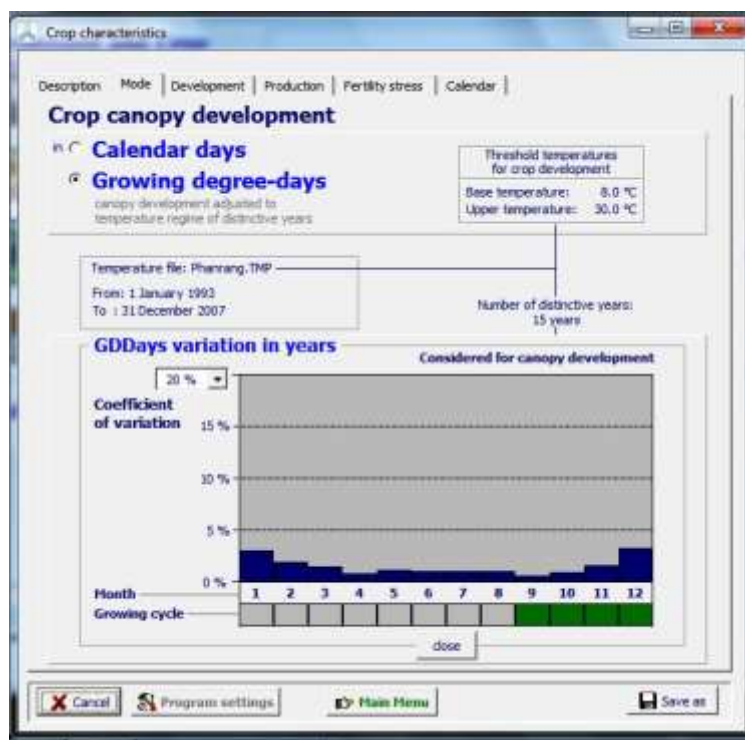 Crop characteristics
Description Mode Development Production Fertility stress Calendar
Crop canopy development
in Calendar days
Growing degree-days
canopy development adjusted to
temperature regime of distinctive years
Threshold temperatures
for crop development
Base temperature: 8.0 ºC
Upper temperature: 30.0 ºC
Temperature file: Phanrang.TMP
From: 1 January 1993
To : 31 December 2007
Number of distinctive years:
15 years
GDDays variation in years
Considered for canopy development
20 %
Coefficient
of variation
15 %
10 %
5 %
0 %
Month 1 2 3 4 5 6 7 8 9 10 11 12
Growing cycle
close
Cancel Program settings Main Menu Save as